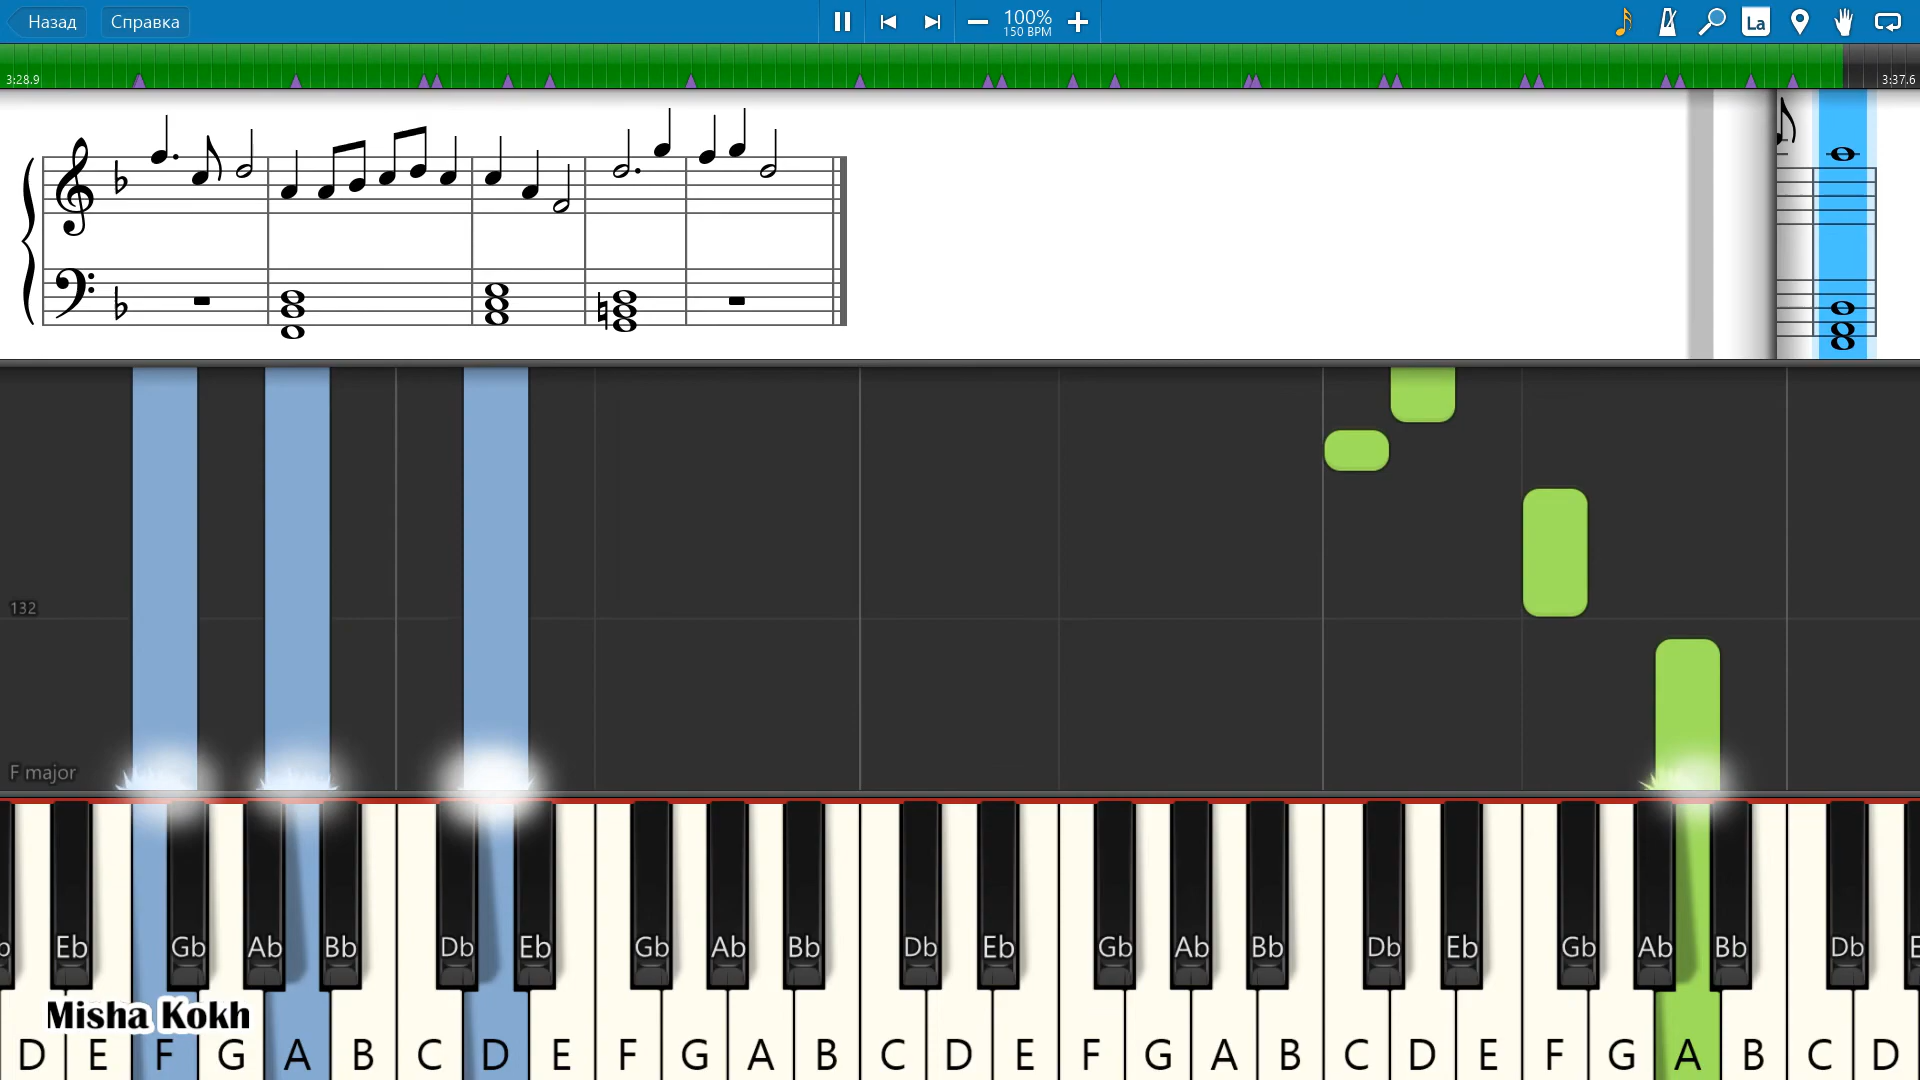 Назад Справка 100% La
150 BPM
3:28.9 3:37.6
132
F major
Eb Gb Ab Bb Db Eb Gb Ab Bb Db Eb Gb Ab Bb Db Eb Gb Ab Bb Db
Misha Kokh
D E F G A B C D E F G A B C D E F G A B C D E F G A B C D